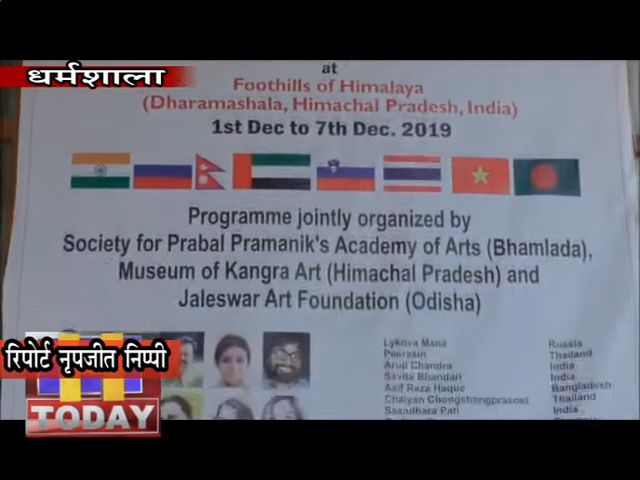 धर्मशाला
at
Foothills of Himalaya
(Dharamashala, Himachal Pradesh, India)
1st Dec to 7th Dec. 2019
Programme jointly organized by
Society for Prabal Pramanik's Academy of Arts (Bhamlada),
Museum of Kangra Art (Himachal Pradesh) and
Jaleswar Art Foundation (Odisha)
रिपोर्ट नृपजीत निप्पी
TODAY
Lykova Maria Russia
Peerasin Thailand
Arup Chandra India
Savita Bhandari India
Asif Reza Haque Bangladesh
Chaiyan Chongshangprasoet Thailand
Saaudhara Pati India